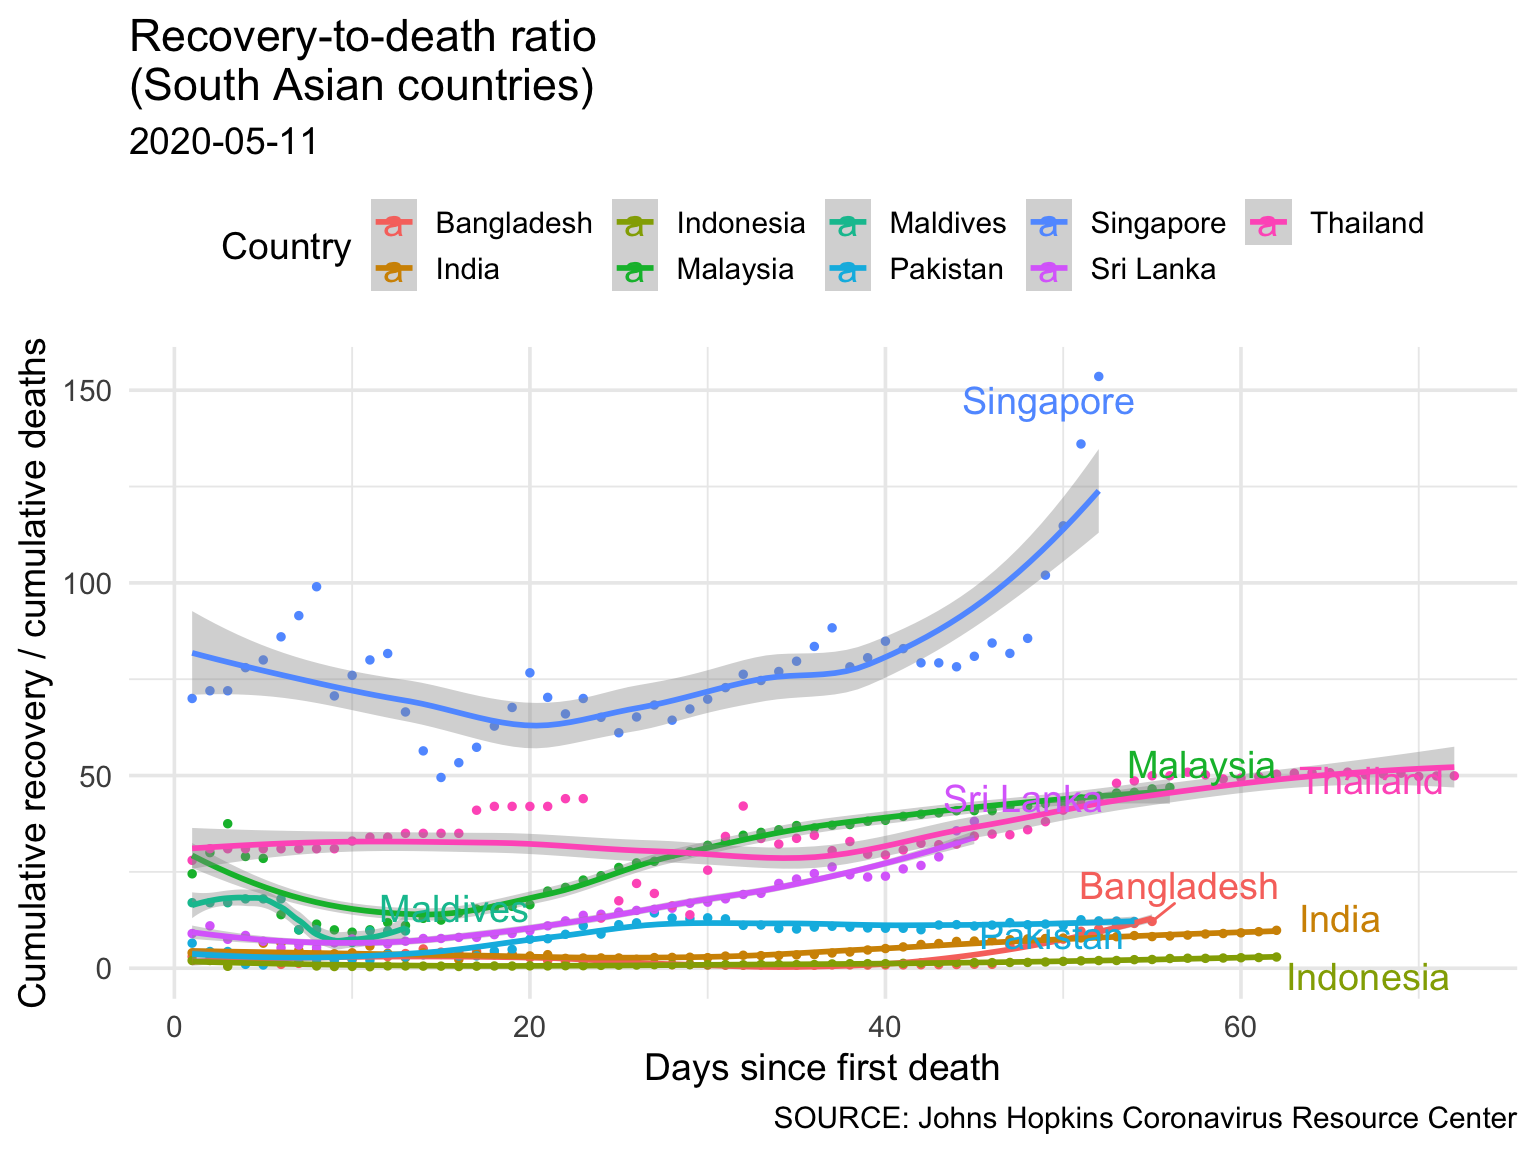 Recovery-to-death ratio
(South Asian countries)
2020-05-11
Country
a Bangladesh a Indonesia a Maldives a Singapore a Thailand
a India a Malaysia a Pakistan a Sri Lanka
Cumulative recovery / cumulative deaths
150
100
50
0
Singapore
Malaysia
Thailand
Sri Lanka
Bangladesh
Maldives
India
Pakistan
Indonesia
0 20 40 60
Days since first death
SOURCE: Johns Hopkins Coronavirus Resource Center